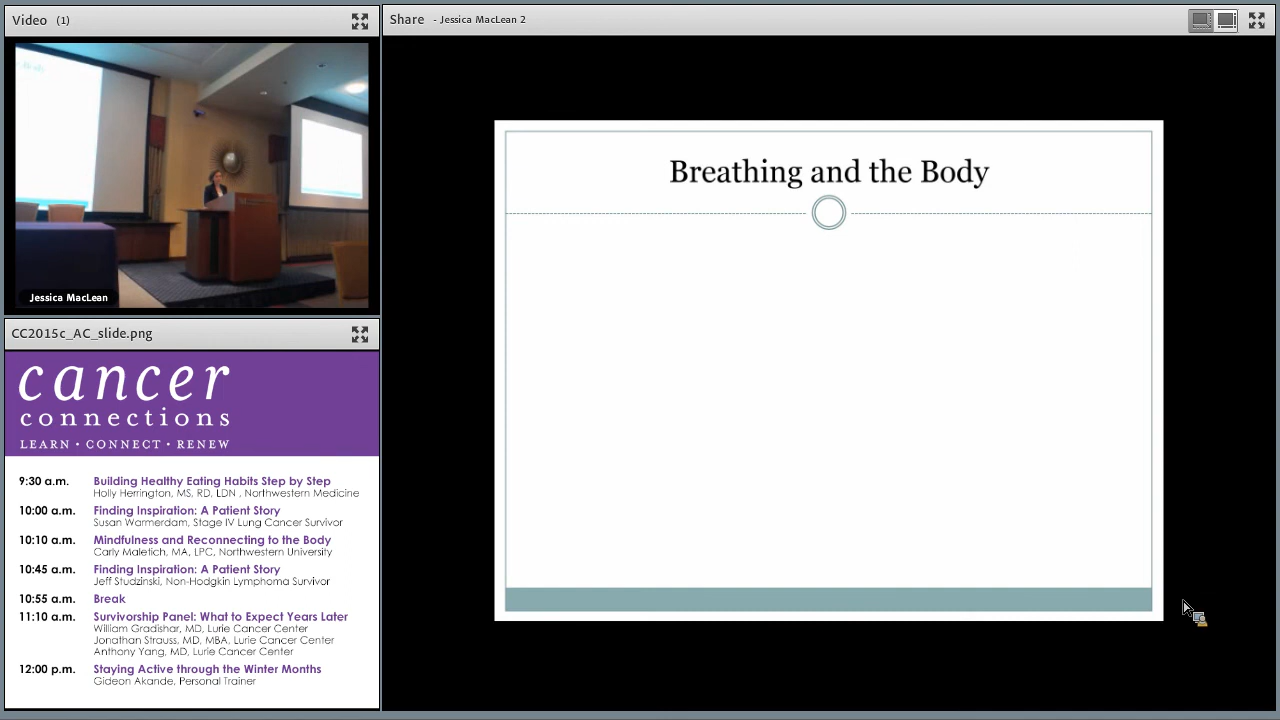 Video (1)
Jessica MacLean
CC2015c_AC_slide.png
cancer
connections
LEARN • CONNECT • RENEW
9:30 a.m. Building Healthy Eating Habits Step by Step
Holly Herrington, MS, RD, LDN , Northwestern Medicine
10:00 a.m. Finding Inspiration: A Patient Story
Susan Warmerdam, Stage IV Lung Cancer Survivor
10:10 a.m. Mindfulness and Reconnecting to the Body
Carly Maletich, MA, LPC, Northwestern University
10:45 a.m. Finding Inspiration: A Patient Story
Jeff Studzinski, Non-Hodgkin Lymphoma Survivor
10:55 a.m. Break
11:10 a.m. Survivorship Panel: What to Expect Years Later
William Gradishar, MD, Lurie Cancer Center
Jonathan Strauss, MD, MBA, Lurie Cancer Center
Anthony Yang, MD, Lurie Cancer Center
12:00 p.m. Staying Active through the Winter Months
Gideon Akande, Personal Trainer
Share - Jessica MacLean 2
Breathing and the Body